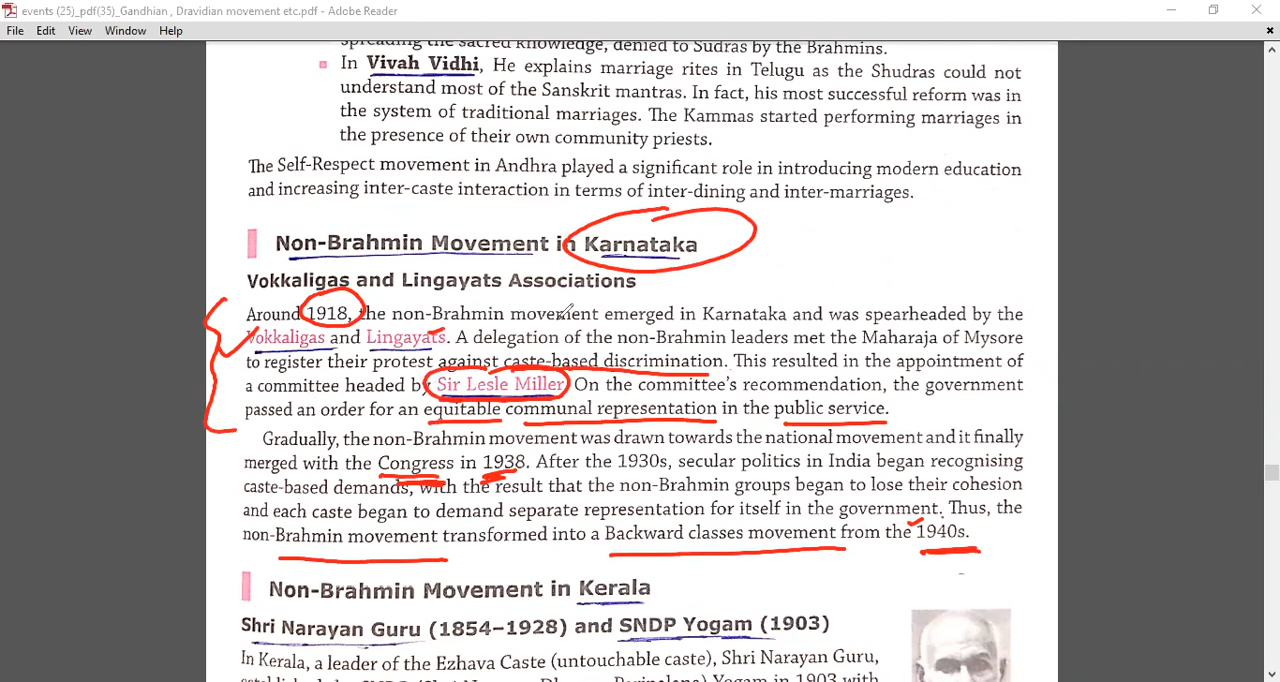 events (25)_pdf(35)_Gandhian , Dravidian movement etc.pdf - Adobe Reader
File Edit View Window Help
spreading the sacred knowledge, denied to Sudras by the Brahmins.
In Vivah Vidhi, He explains marriage rites in Telugu as the Shudras could not
understand most of the Sanskrit mantras. In fact, his most successful reform was in
the system of traditional marriages. The Kammas started performing marriages in
the presence of their own community priests.
The Self-Respect movement in Andhra played a significant role in introducing modern education
and increasing inter-caste interaction in terms of inter-dining and inter-marriages.
Non-Brahmin Movement in Karnataka
Vokkaligas and Lingayats Associations
Around 1918, the non-Brahmin movement emerged in Karnataka and was spearheaded by the
Vokkaligas and Lingayats. A delegation of the non-Brahmin leaders met the Maharaja of Mysore
to register their protest against caste-based discrimination. This resulted in the appointment of
a committee headed by Sir Lesle Miller. On the committee's recommendation, the government
passed an order for an equitable communal representation in the public service.
Gradually, the non-Brahmin movement was drawn towards the national movement and it finally
merged with the Congress in 1938. After the 1930s, secular politics in India began recognising
caste-based demands, with the result that the non-Brahmin groups began to lose their cohesion
and each caste began to demand separate representation for itself in the government. Thus, the
non-Brahmin movement transformed into a Backward classes movement from the 1940s.
Non-Brahmin Movement in Kerala
Shri Narayan Guru (1854–1928) and SNDP Yogam (1903)
In Kerala, a leader of the Ezhava Caste (untouchable caste), Shri Narayan Guru,
Yogam in 1903 with